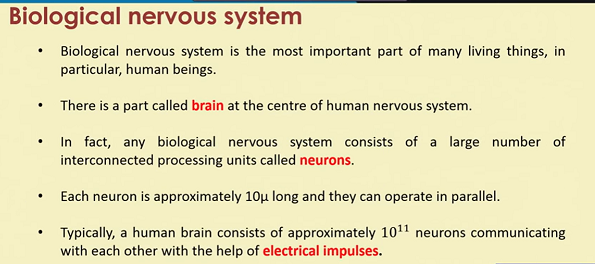 Biological nervous system
• Biological nervous system is the most important part of many living things, in
particular, human beings.
• There is a part called brain at the centre of human nervous system.
• In fact, any biological nervous system consists of a large number of
interconnected processing units called neurons.
• Each neuron is approximately 10μ long and they can operate in parallel.
• Typically, a human brain consists of approximately 10¹¹ neurons communicating
with each other with the help of electrical impulses.